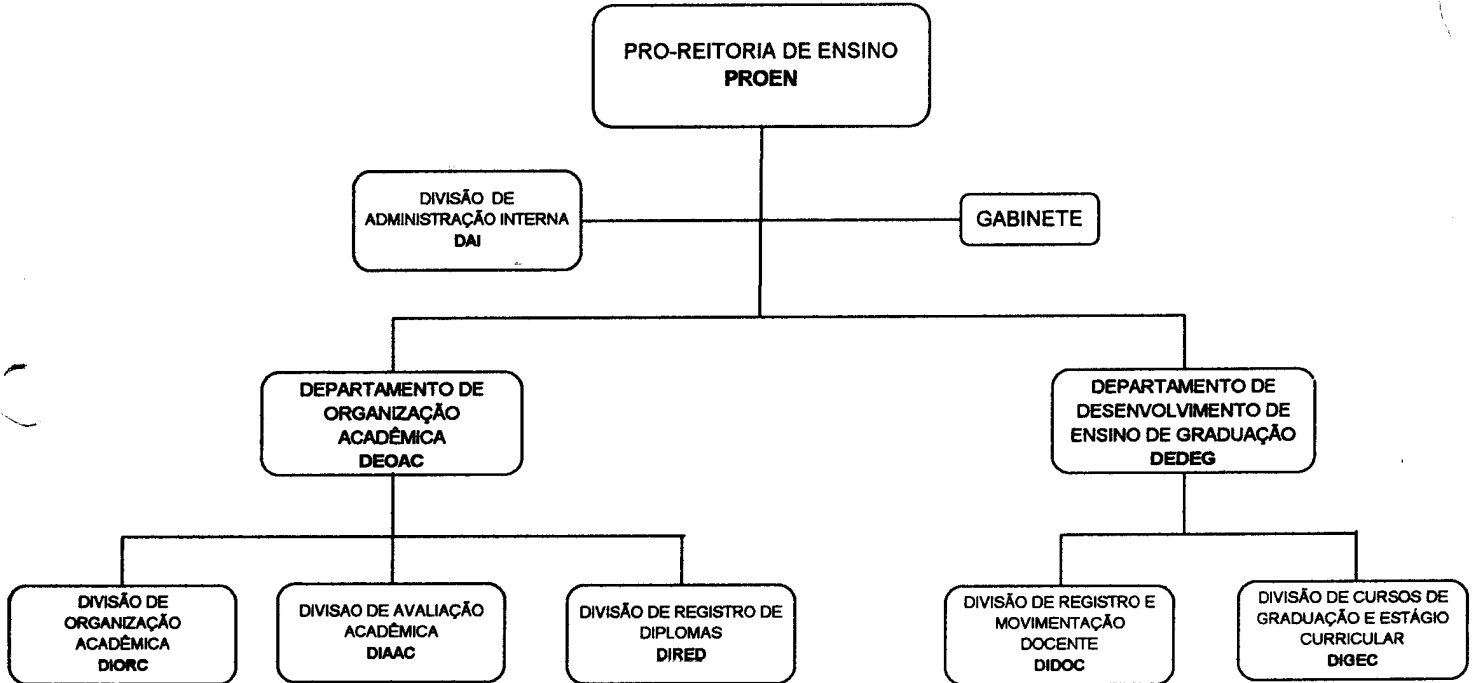 PRO-REITORIA DE ENSINO
PROEN
DIVISÃO DE
ADMINISTRAÇÃO INTERNA
DAI
GABINETE
DEPARTAMENTO DE
ORGANIZAÇÃO
ACADÊMICA
DEOAC
DEPARTAMENTO DE
DESENVOLVIMENTO DE
ENSINO DE GRADUAÇÃO
DEDEG
DIVISÃO DE
ORGANIZAÇÃO
ACADÊMICA
DIORC
DIVISAO DE AVALIAÇÃO
ACADÊMICA
DIAAC
DIVISÃO DE REGISTRO DE
DIPLOMAS
DIRED
DIVISÃO DE REGISTRO E
MOVIMENTAÇÃO
DOCENTE
DIDOC
DIVISÃO DE CURSOS DE
GRADUAÇÃO E ESTÁGIO
CURRICULAR
DIGEC